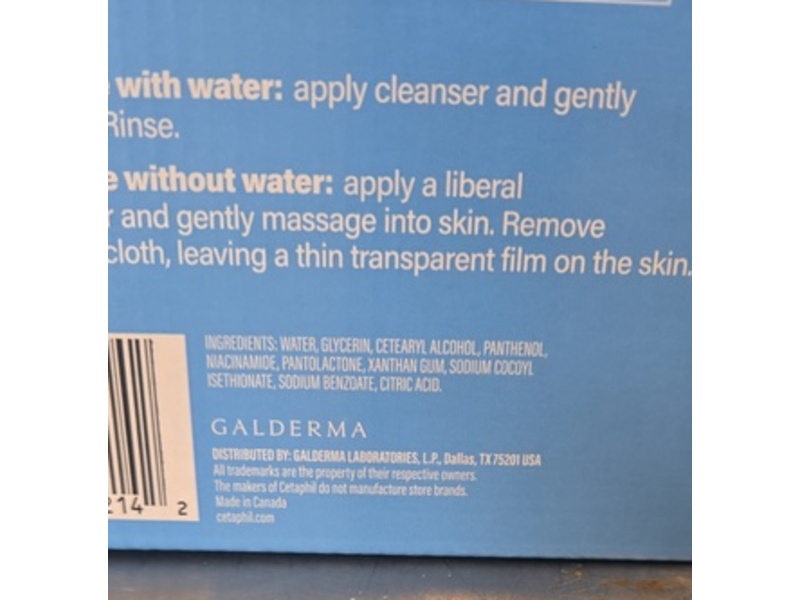 with water: apply cleanser and gently
Rinse.
without water: apply a liberal
and gently massage into skin. Remove
cloth, leaving a thin transparent film on the skin.
INGREDIENTS: WATER, GLYCERIN, CETEARYL ALCOHOL, PANTHENOL,
NIACINAMIDE, PANTOLACTONE, XANTHAN GUM, SODIUM COCOYL
ISETHIONATE, SODIUM BENZOATE, CITRIC ACID.
GALDERMA
DISTRIBUTED BY: GALDERMA LABORATORIES, L.P., Dallas, TX 75201 USA
All trademarks are the property of their respective owners.
The makers of Cetaphil do not manufacture store brands.
Made in Canada
cetaphil.com
214 2